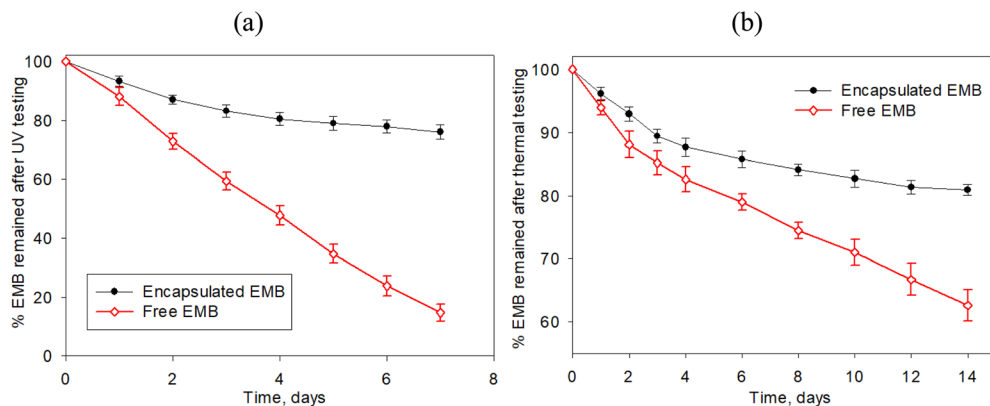 (a)
% EMB remained after UV testing
100
80
60
40
20
0
Encapsulated EMB
Free EMB
0 2 4 6 8
Time, days
(b)
% EMB remained after thermal testing
100
90
80
70
60
Encapsulated EMB
Free EMB
0 2 4 6 8 10 12 14
Time, days